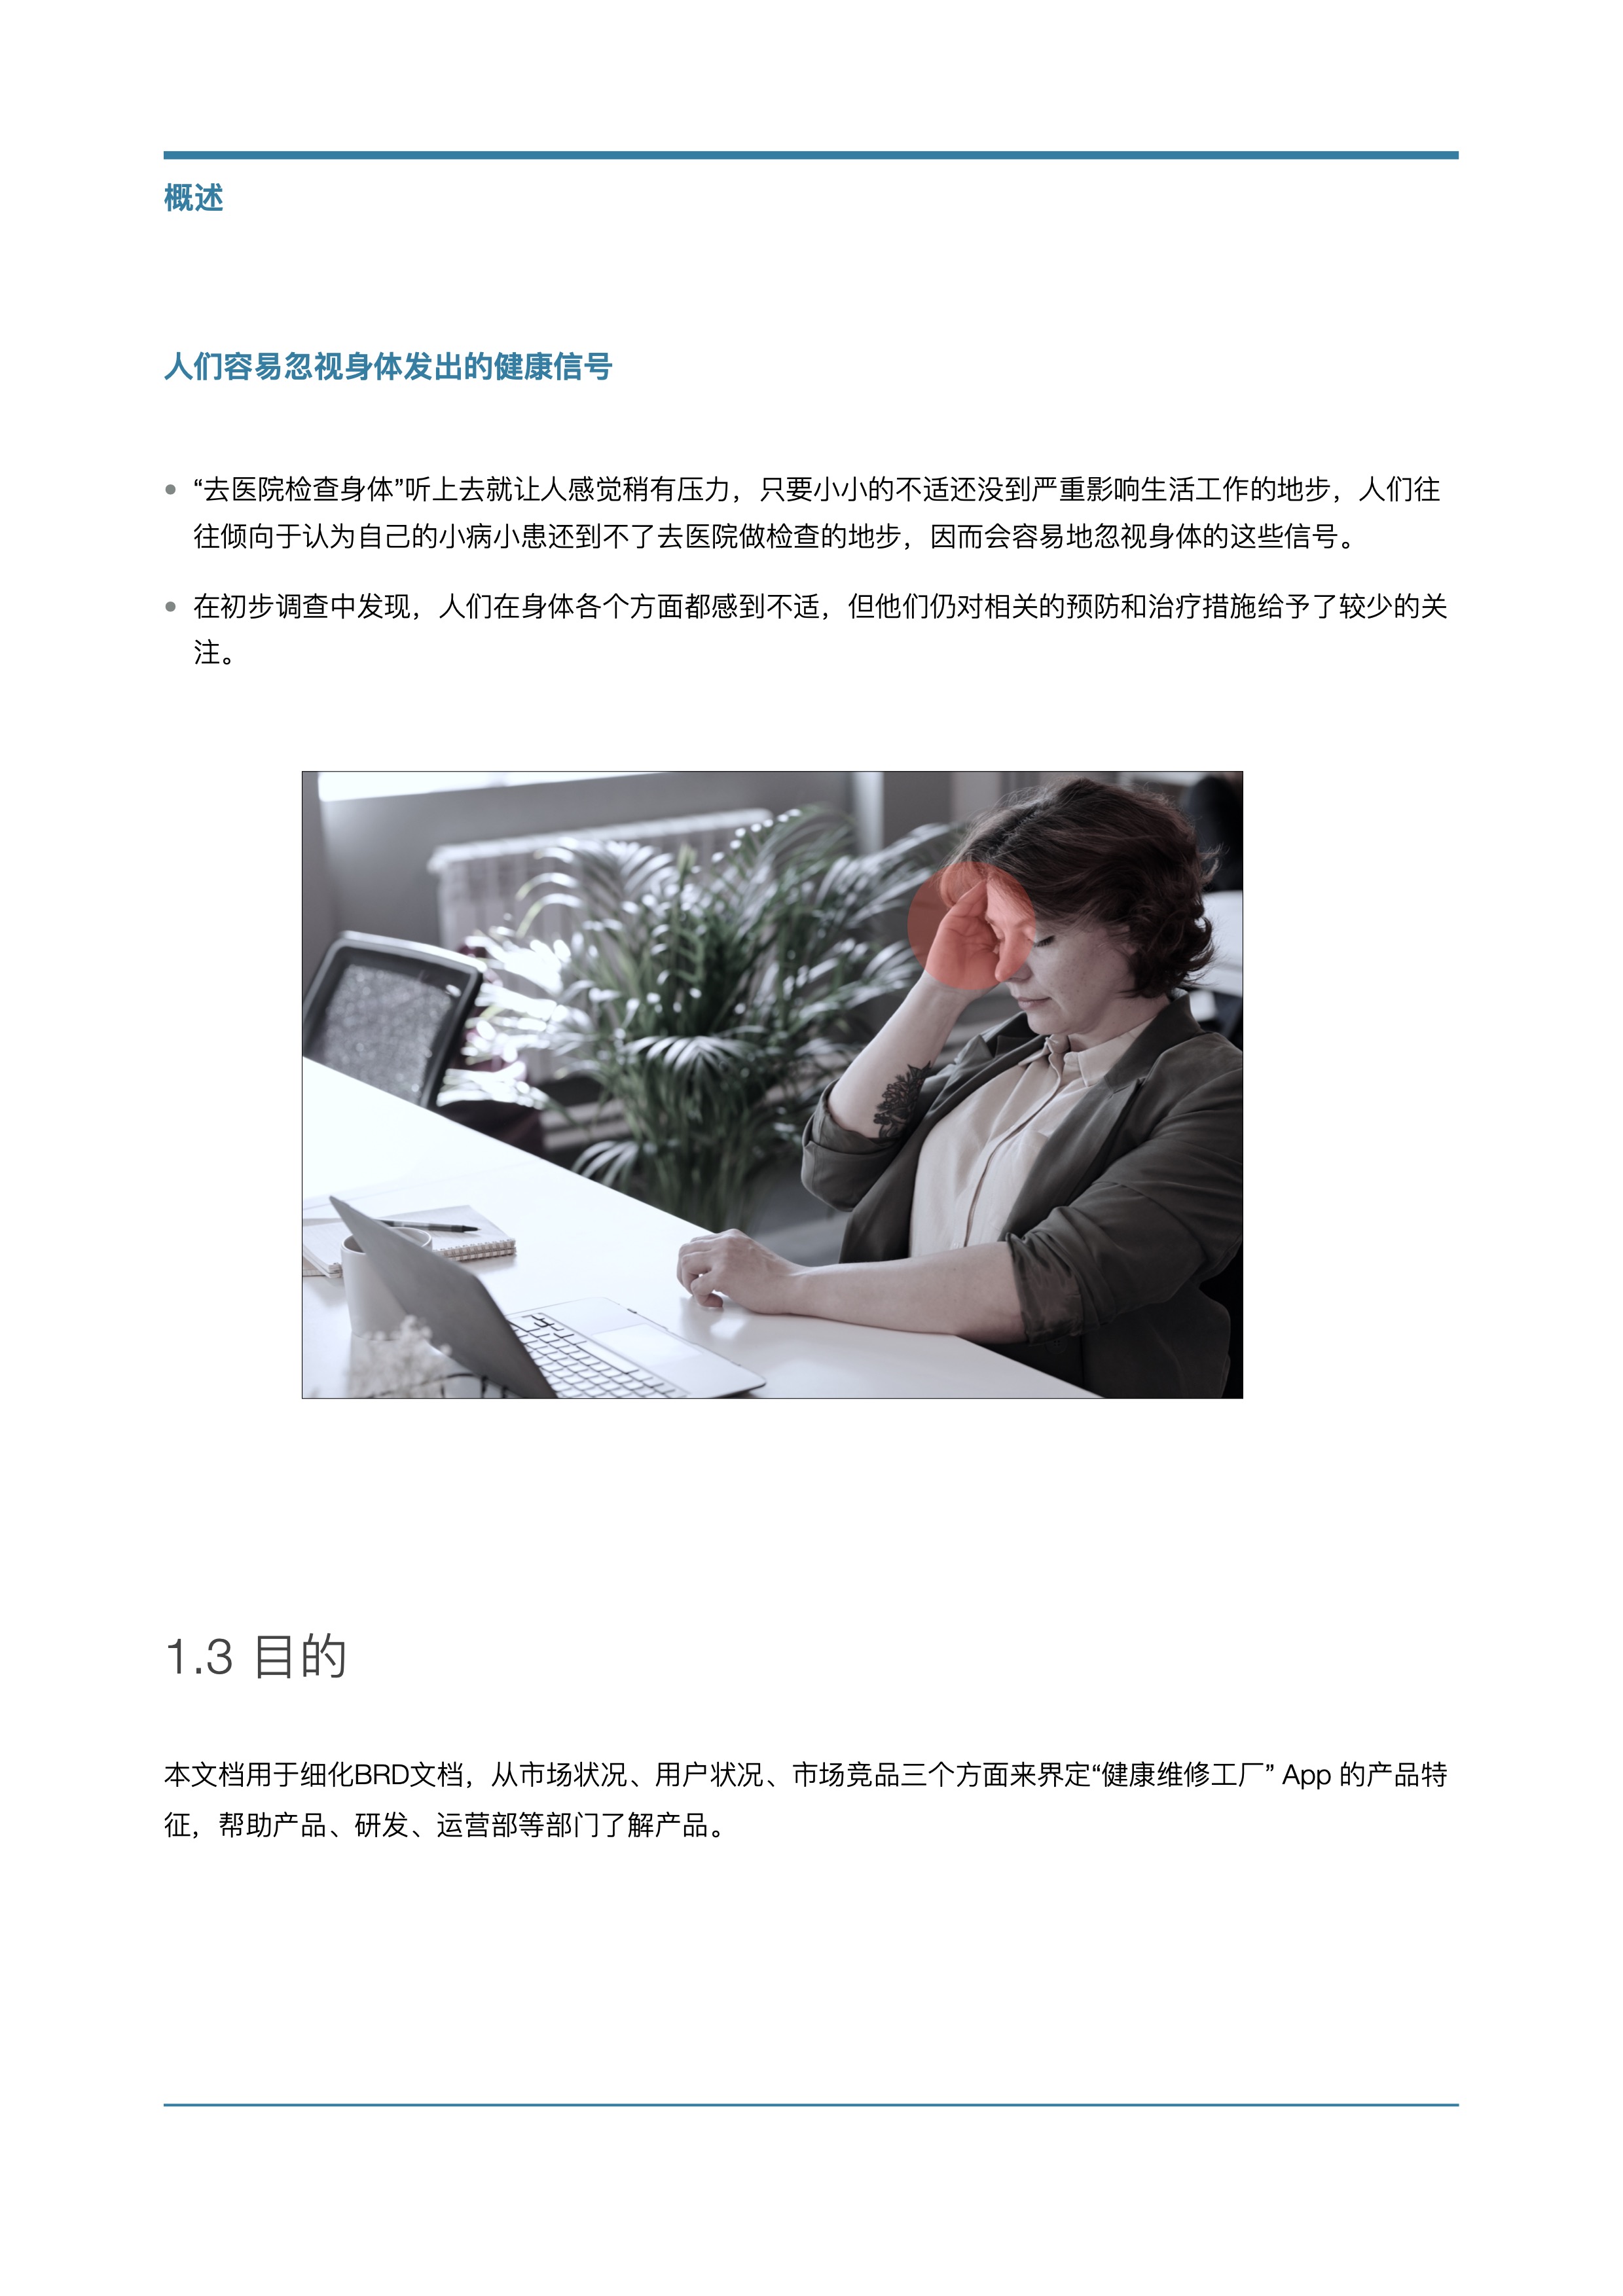 概述
人们容易忽视身体发出的健康信号
• “去医院检查身体”听上去就让人感觉稍有压力，只要小小的不适还没到严重影响生活工作的地步，人们往
往倾向于认为自己的小病小患还到不了去医院做检查的地步，因而会容易地忽视身体的这些信号。
• 在初步调查中发现，人们在身体各个方面都感到不适，但他们仍对相关的预防和治疗措施给予了较少的关
注。
1.3 目的
本文档用于细化BRD文档，从市场状况、用户状况、市场竞品三个方面来界定“健康维修工厂” App 的产品特
征，帮助产品、研发、运营部等部门了解产品。